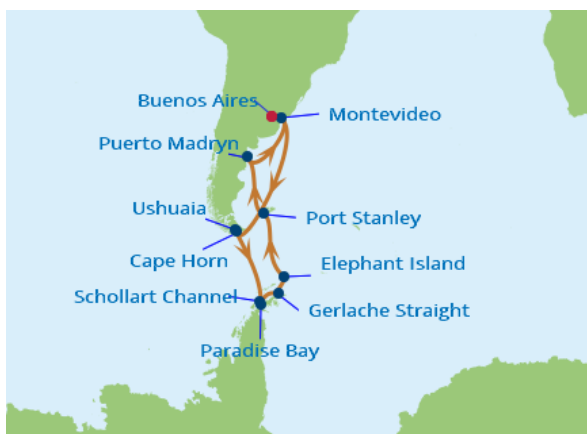 Buenos Aires
Montevideo
Puerto Madryn
Ushuaia
Port Stanley
Cape Horn
Elephant Island
Schollart Channel
Gerlache Straight
Paradise Bay